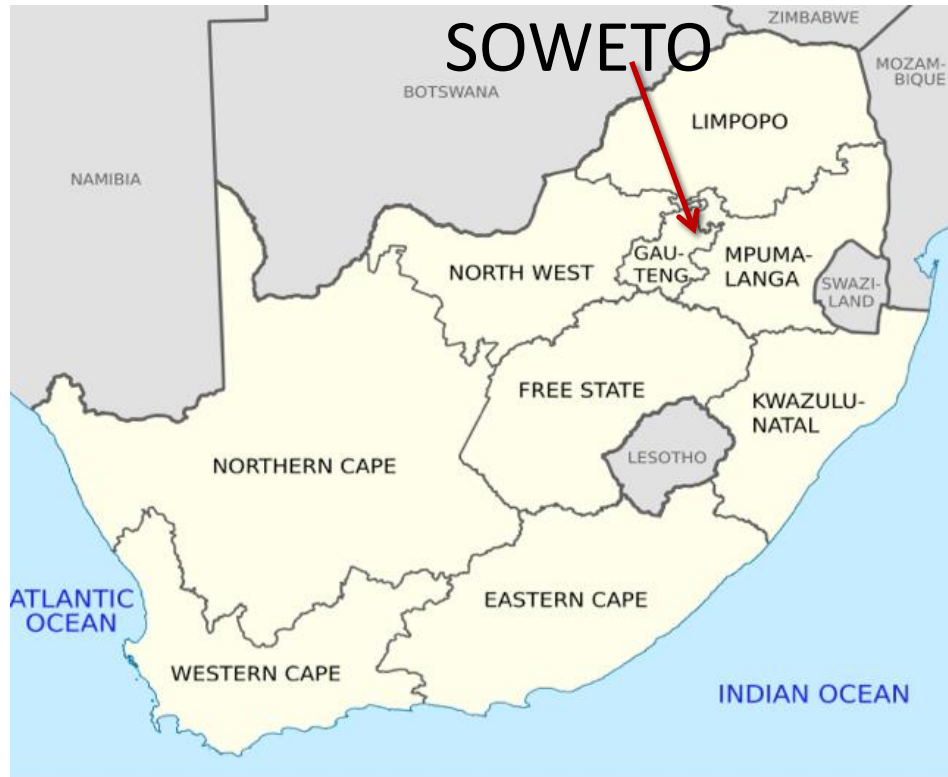 SOWETO
ZIMBABWE
MOZAM-
BIQUE
BOTSWANA
LIMPOPO
NAMIBIA
GAU-
TENG
MPUMA-
LANGA
NORTH WEST
SWAZI-
LAND
FREE STATE
KWAZULU-
NATAL
LESOTHO
NORTHERN CAPE
ATLANTIC
OCEAN
EASTERN CAPE
WESTERN CAPE
INDIAN OCEAN